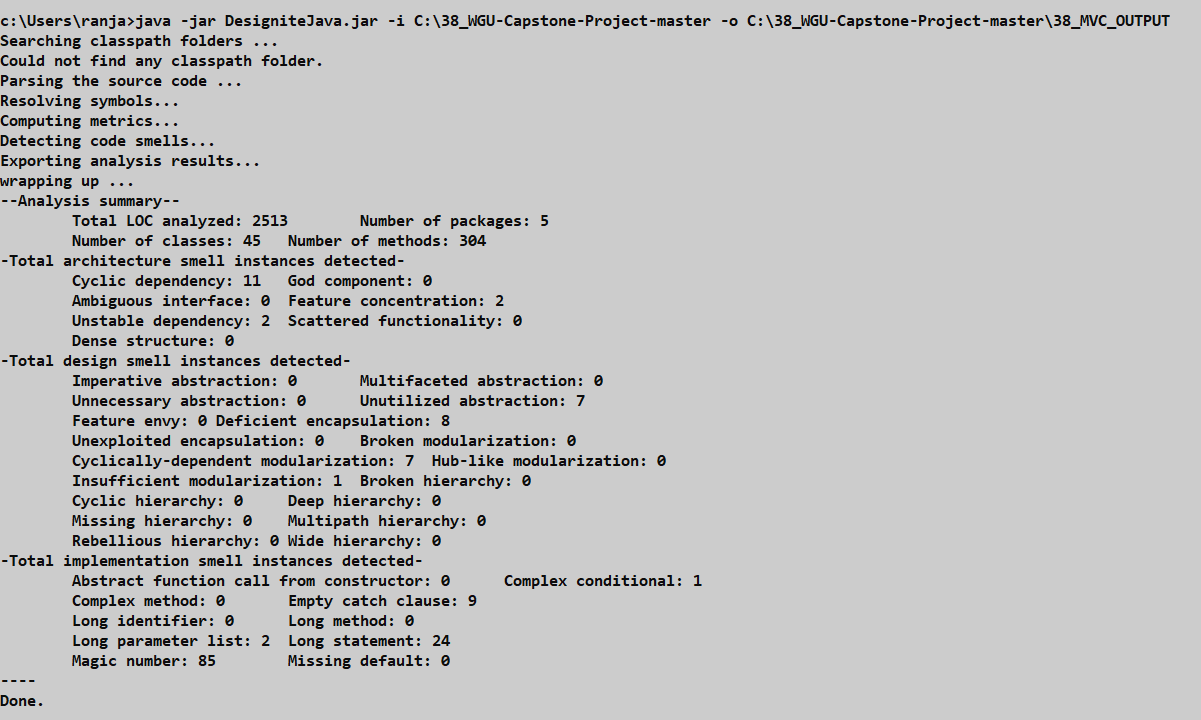 c:\Users\ranja>java -jar DesigniteJava.jar -i C:\38_WGU-Capstone-Project-master -o C:\38_WGU-Capstone-Project-master\38_MVC_OUTPUT
Searching classpath folders ...
Could not find any classpath folder.
Parsing the source code ...
Resolving symbols...
Computing metrics...
Detecting code smells...
Exporting analysis results...
wrapping up ...
--Analysis summary--
        Total LOC analyzed: 2513        Number of packages: 5
        Number of classes: 45   Number of methods: 304
-Total architecture smell instances detected-
        Cyclic dependency: 11   God component: 0
        Ambiguous interface: 0  Feature concentration: 2
        Unstable dependency: 2  Scattered functionality: 0
        Dense structure: 0
-Total design smell instances detected-
        Imperative abstraction: 0       Multifaceted abstraction: 0
        Unnecessary abstraction: 0      Unutilized abstraction: 7
        Feature envy: 0 Deficient encapsulation: 8
        Unexploited encapsulation: 0    Broken modularization: 0
        Cyclically-dependent modularization: 7  Hub-like modularization: 0
        Insufficient modularization: 1  Broken hierarchy: 0
        Cyclic hierarchy: 0     Deep hierarchy: 0
        Missing hierarchy: 0    Multipath hierarchy: 0
        Rebellious hierarchy: 0 Wide hierarchy: 0
-Total implementation smell instances detected-
        Abstract function call from constructor: 0      Complex conditional: 1
        Complex method: 0       Empty catch clause: 9
        Long identifier: 0      Long method: 0
        Long parameter list: 2  Long statement: 24
        Magic number: 85        Missing default: 0
----
Done.